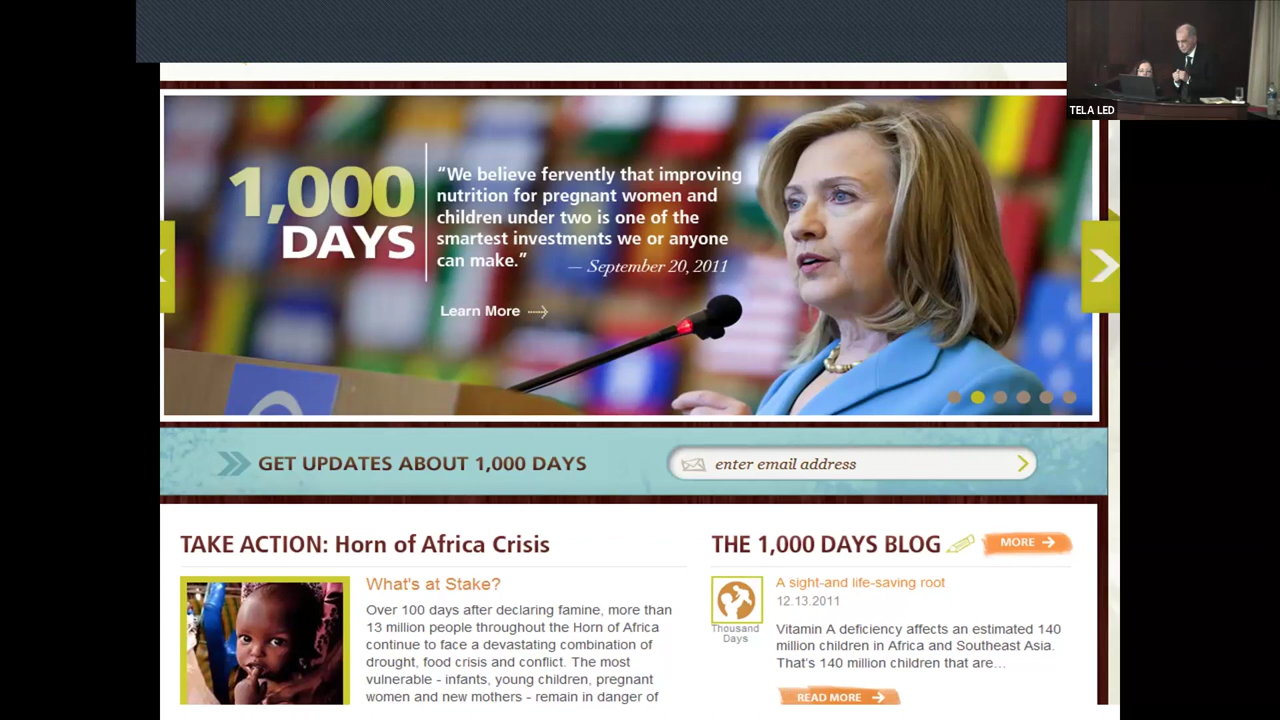 TELA LED
1,000
DAYS
“We believe fervently that improving
nutrition for pregnant women and
children under two is one of the
smartest investments we or anyone
can make.”
— September 20, 2011
Learn More
GET UPDATES ABOUT 1,000 DAYS
enter email address
TAKE ACTION: Horn of Africa Crisis
What's at Stake?
Over 100 days after declaring famine, more than
13 million people throughout the Horn of Africa
continue to face a devastating combination of
drought, food crisis and conflict. The most
vulnerable - infants, young children, pregnant
women and new mothers - remain in danger of
THE 1,000 DAYS BLOG
MORE
Thousand
Days
A sight-and life-saving root
12.13.2011
Vitamin A deficiency affects an estimated 140
million children in Africa and Southeast Asia.
That’s 140 million children that are…
READ MORE